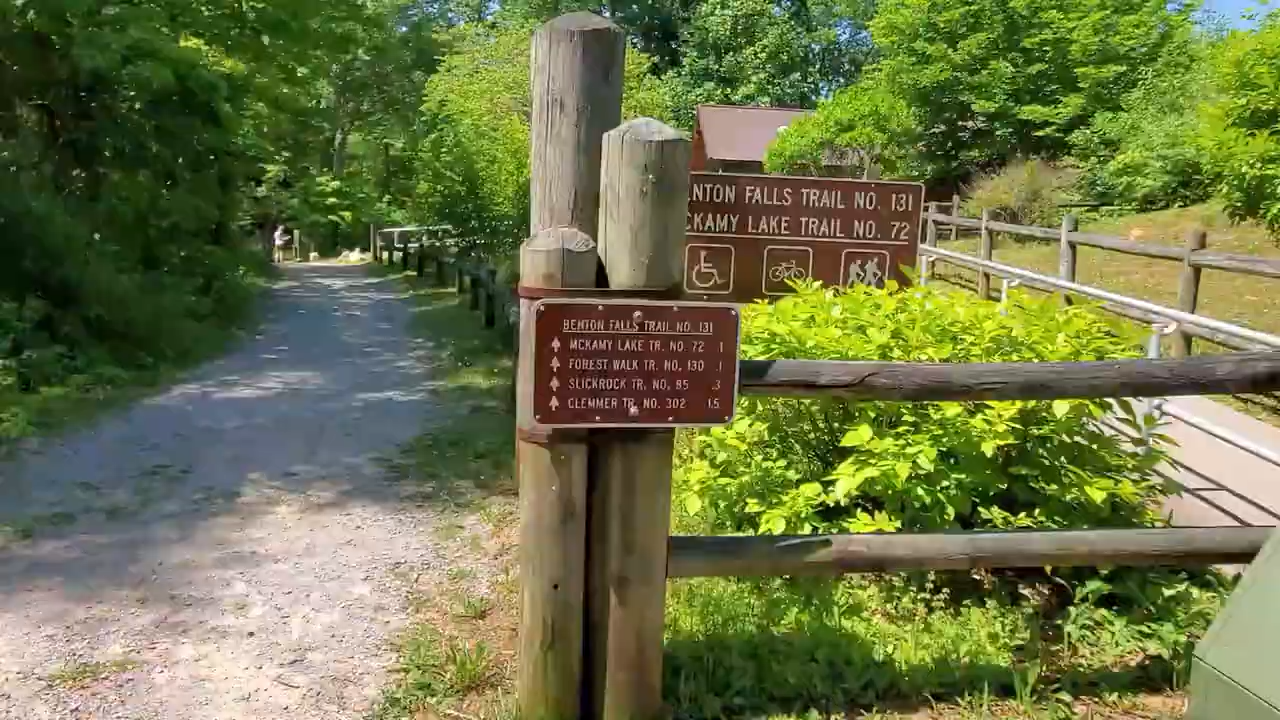 NTON FALLS TRAIL NO. 131
CKAMY LAKE TRAIL NO. 72
BENTON FALLS TRAIL NO. 131
MCKAMY LAKE TR. NO. 72 .1
FOREST WALK TR. NO. 130 .1
SLICKROCK TR. NO. 85 .3
CLEMMER TR. NO. 302 1.5